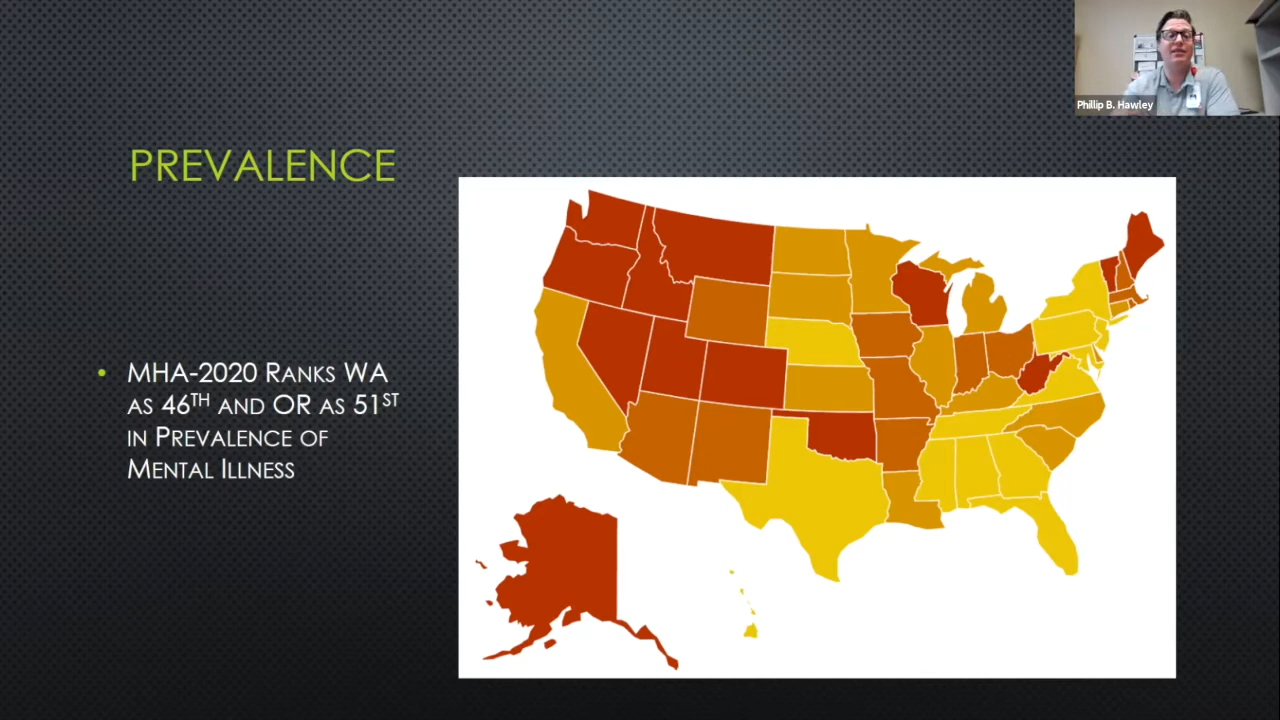 Phillip B. Hawley
PREVALENCE
• MHA-2020 RANKS WA
AS 46TH AND OR AS 51ST
IN PREVALENCE OF
MENTAL ILLNESS